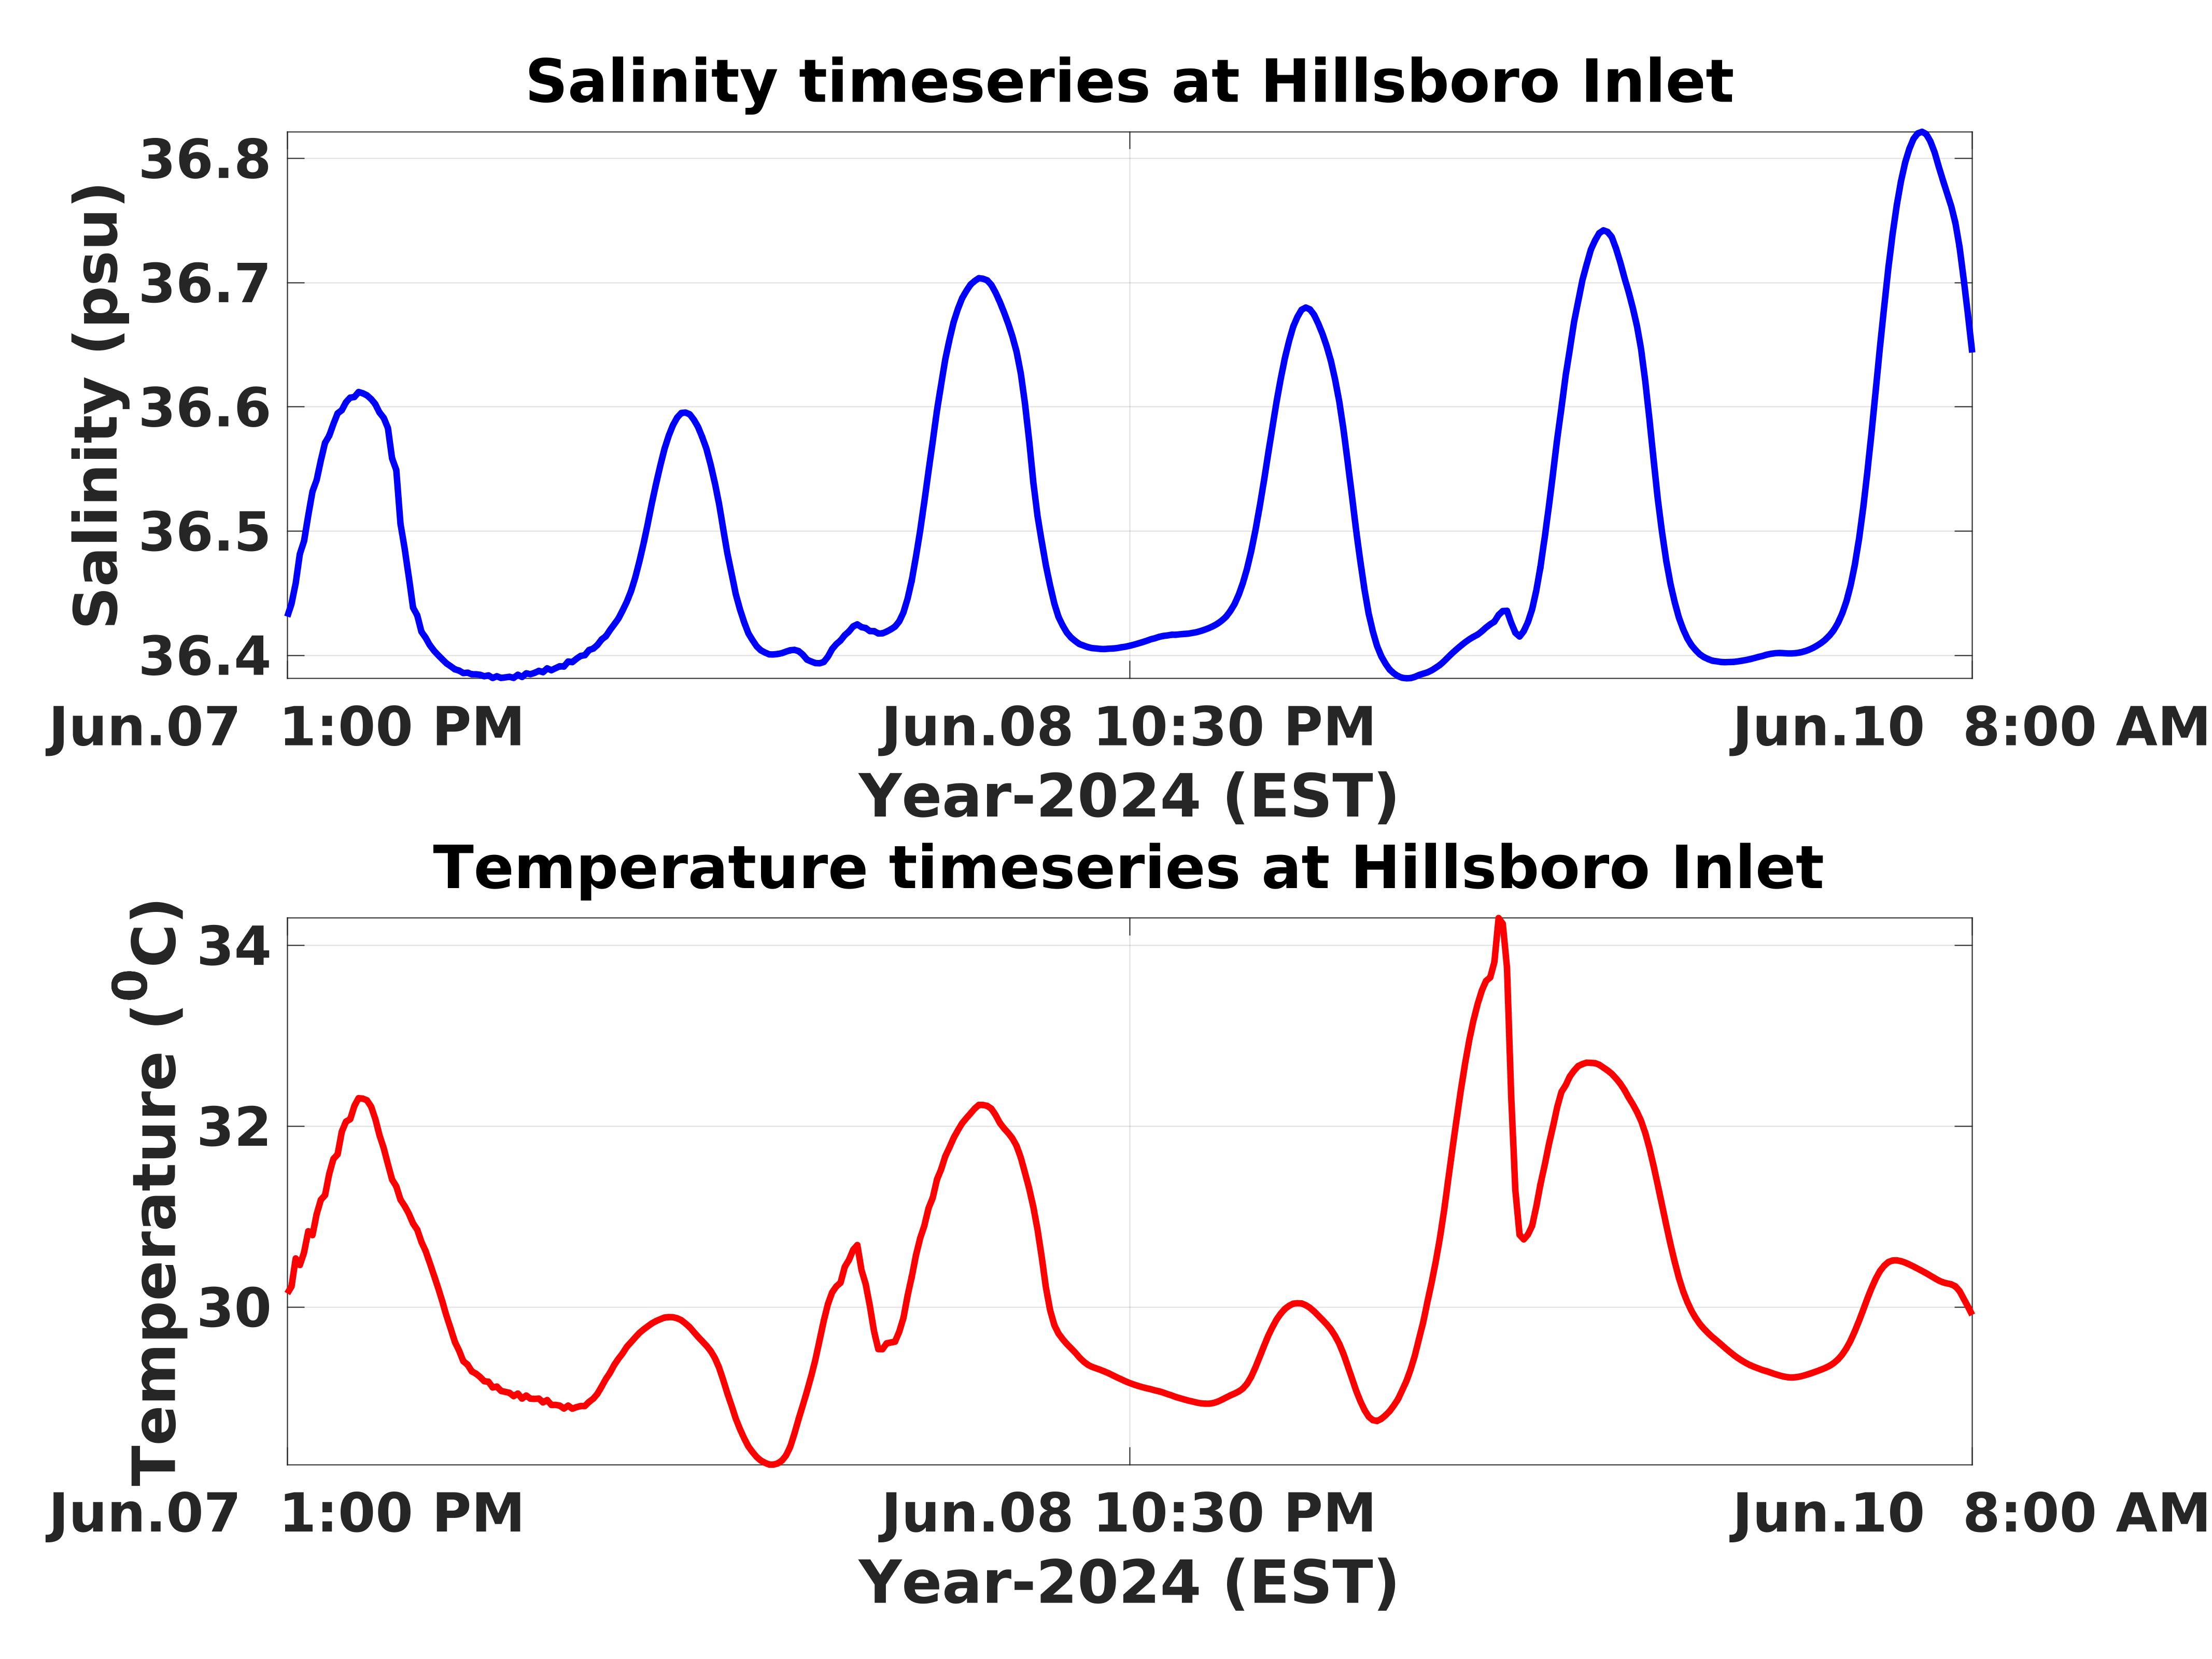 Salinity timeseries at Hillsboro Inlet
Salinity (psu)
36.8
36.7
36.6
36.5
36.4
Jun.07  1:00 PM
Jun.08 10:30 PM
Jun.10  8:00 AM
Year-2024 (EST)
Temperature timeseries at Hillsboro Inlet
Temperature (⁰C)
34
32
30
Jun.07  1:00 PM
Jun.08 10:30 PM
Jun.10  8:00 AM
Year-2024 (EST)